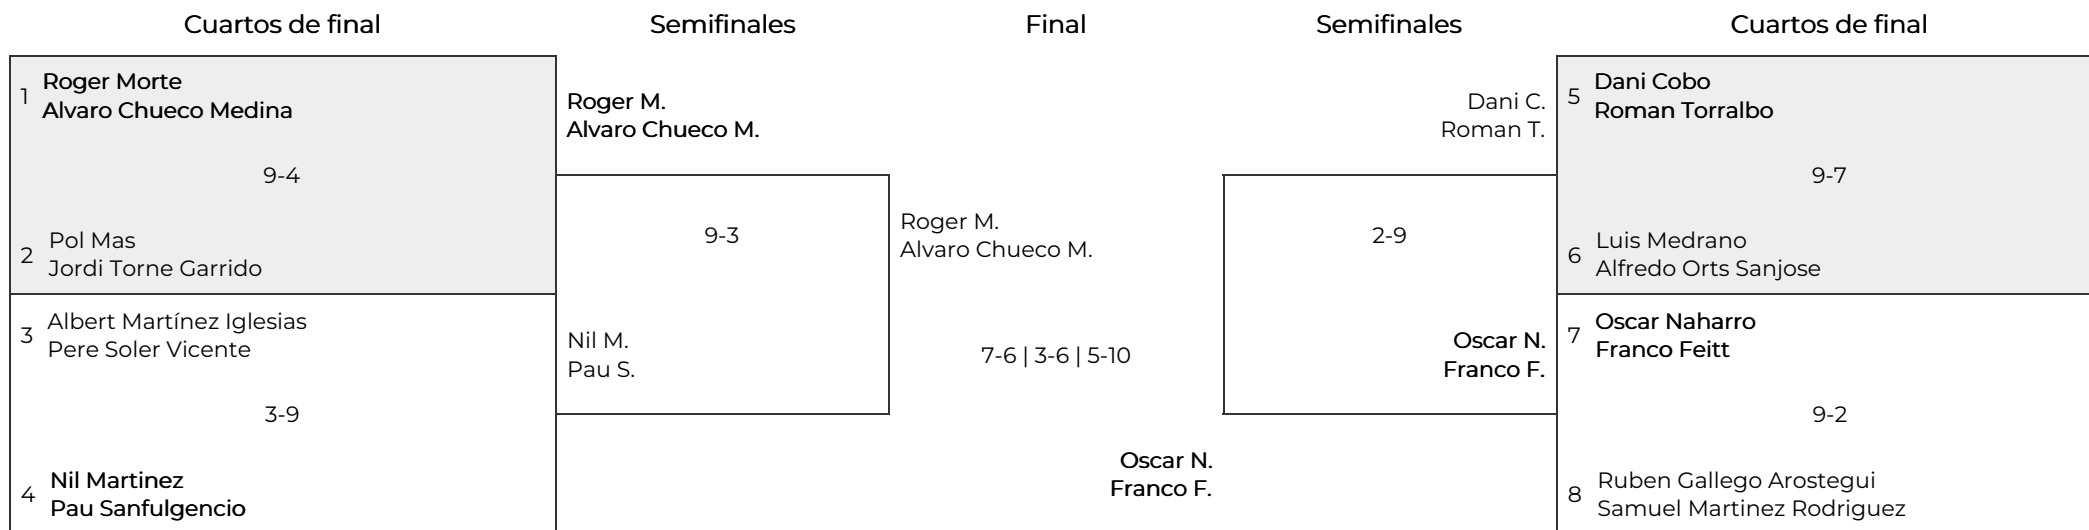 Cuartos de final
Semifinales
Final
Semifinales
Cuartos de final
1
Roger Morte
Alvaro Chueco Medina
9-4
2
Pol Mas
Jordi Torne Garrido
3
Albert Martínez Iglesias
Pere Soler Vicente
3-9
4
Nil Martinez
Pau Sanfulgencio
Roger M.
Alvaro Chueco M.
9-3
Nil M.
Pau S.
Roger M.
Alvaro Chueco M.
7-6 | 3-6 | 5-10
Oscar N.
Franco F.
Dani C.
Roman T.
2-9
Oscar N.
Franco F.
5
Dani Cobo
Roman Torralbo
9-7
6
Luis Medrano
Alfredo Orts Sanjose
7
Oscar Naharro
Franco Feitt
9-2
8
Ruben Gallego Arostegui
Samuel Martinez Rodriguez